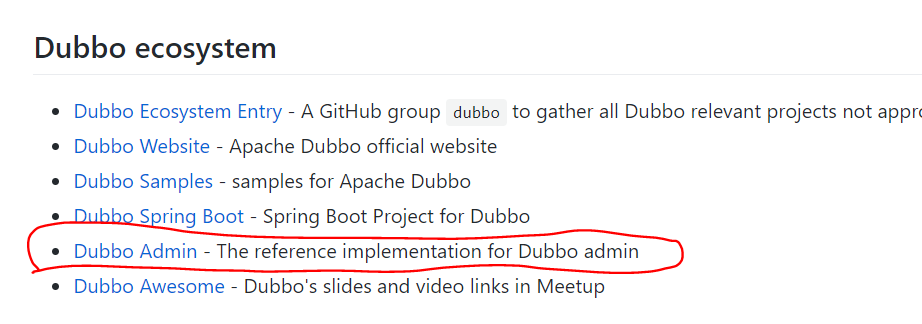 Dubbo ecosystem
Dubbo Ecosystem Entry - A GitHub group dubbo to gather all Dubbo relevant projects not
Dubbo Website - Apache Dubbo official website
Dubbo Samples - samples for Apache Dubbo
Dubbo Spring Boot - Spring Boot Project for Dubbo
Dubbo Admin - The reference implementation for Dubbo admin
Dubbo Awesome - Dubbo's slides and video links in Meetup